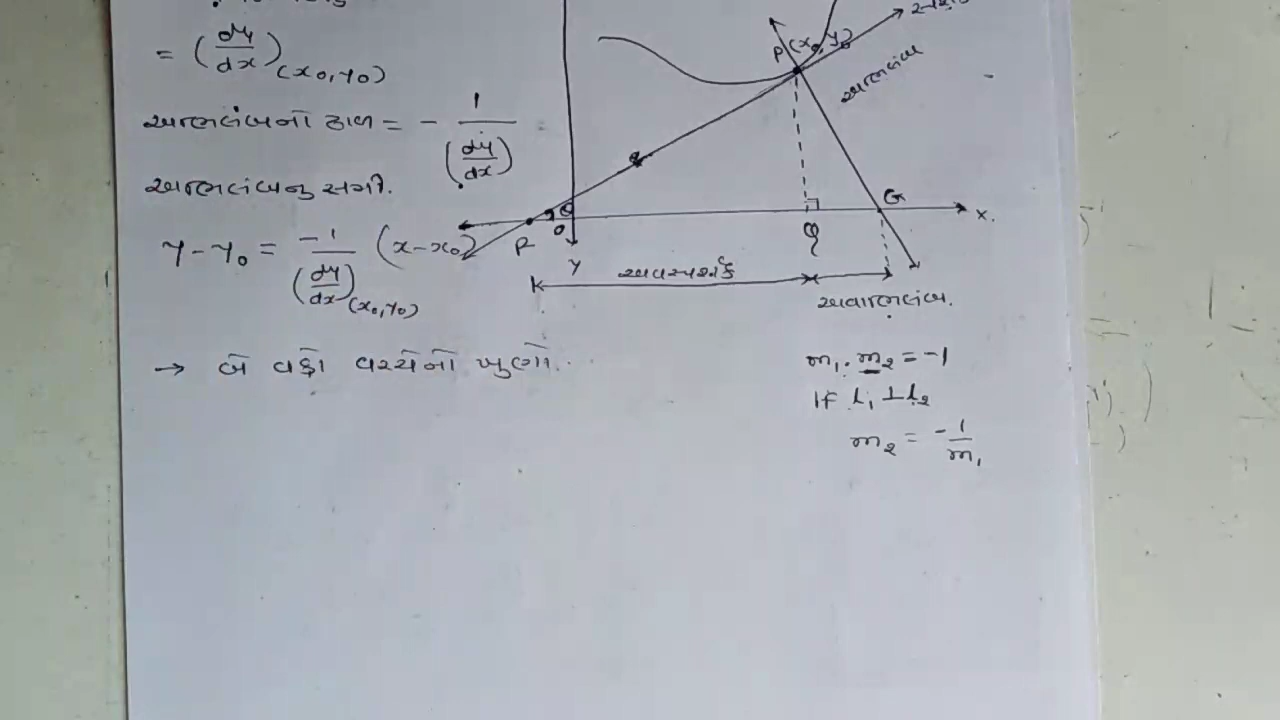 = (dy/dx)(x₀,y₀)
અભિલંબનો ઢાળ = - 1/(dy/dx)
અભિલંબનુ સમી.
y-y₀ = -1/(dy/dx)(x₀,y₀) (x-x₀)
→ બે વક્રો વચ્ચેનો ખુણો..
P(x₀,y₀)
અભિલંબ
G
x.
R
θ
O
Y
અવસ્પર્શક
અવાભિલંબ.
m₁.m₂ = -1
If l₁ ⊥ l₂
m₂ = -1/m₁